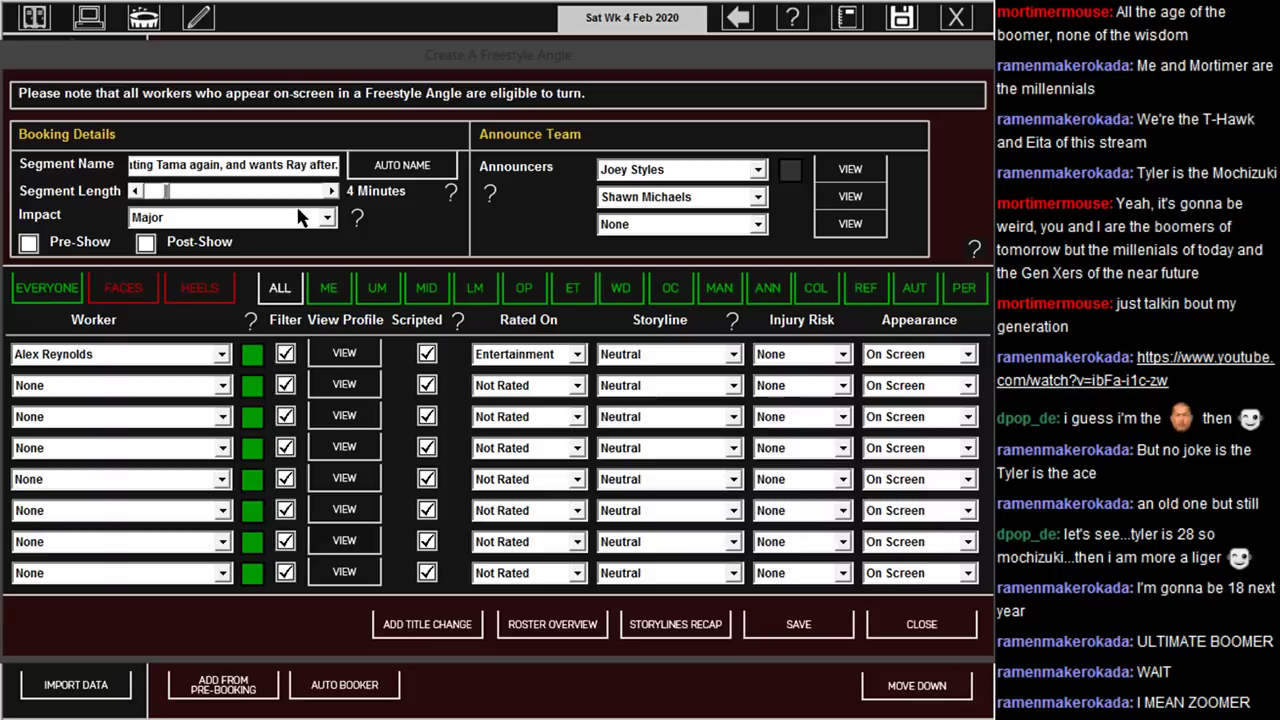 Sat Wk 4 Feb 2020
?
X
Create A Freestyle Angle
Please note that all workers who appear on-screen in a Freestyle Angle are eligible to turn.
Booking Details
Segment Name
ting Tama again, and wants Ray after.
AUTO NAME
Segment Length
4 Minutes
?
Impact
Major
?
Pre-Show
Post-Show
Announce Team
Announcers
?
Joey Styles
VIEW
Shawn Michaels
VIEW
None
VIEW
?
EVERYONE FACES HEELS ALL ME UM MID LM OP ET WD OC MAN ANN COL REF AUT PER
Worker ? Filter View Profile Scripted ? Rated On Storyline ? Injury Risk Appearance
Alex Reynolds VIEW Entertainment Neutral None On Screen
None VIEW Not Rated Neutral None On Screen
None VIEW Not Rated Neutral None On Screen
None VIEW Not Rated Neutral None On Screen
None VIEW Not Rated Neutral None On Screen
None VIEW Not Rated Neutral None On Screen
None VIEW Not Rated Neutral None On Screen
None VIEW Not Rated Neutral None On Screen
ADD TITLE CHANGE ROSTER OVERVIEW STORYLINES RECAP SAVE CLOSE
IMPORT DATA
ADD FROM
PRE-BOOKING
AUTO BOOKER
MOVE DOWN
mortimermouse: All the age of the
boomer, none of the wisdom
ramenmakerokada: Me and Mortimer are
the millennials
ramenmakerokada: We're the T-Hawk
and Eita of this stream
ramenmakerokada: Tyler is the Mochizuki
mortimermouse: Yeah, it's gonna be
weird, you and I are the boomers of
tomorrow but the millenials of today and
the Gen Xers of the near future
mortimermouse: just talkin bout my
generation
ramenmakerokada: https://www.youtube.
com/watch?v=ibFa-i1c-zw
dpop_de: i guess i'm the then
ramenmakerokada: But no joke is the
Tyler is the ace
ramenmakerokada: an old one but still
dpop_de: let's see...tyler is 28 so
mochizuki...then i am more a liger
ramenmakerokada: I'm gonna be 18 next
year
ramenmakerokada: ULTIMATE BOOMER
ramenmakerokada: WAIT
ramenmakerokada: I MEAN ZOOMER